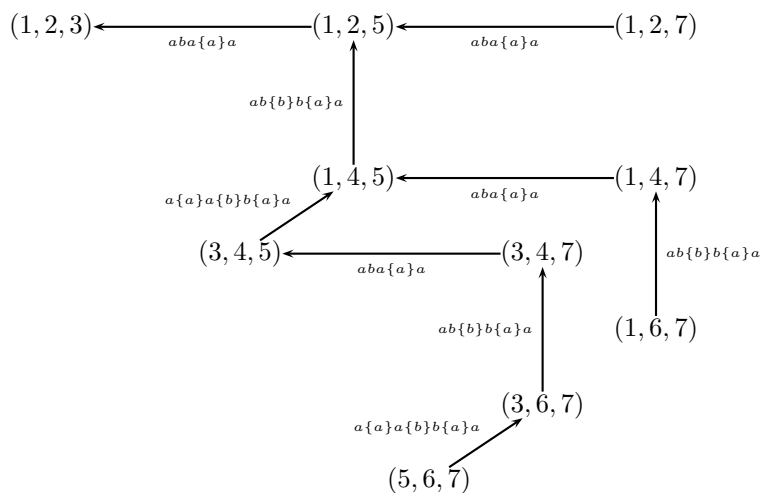 (1, 2, 3) (1, 2, 5) (1, 2, 7)
aba{a}a aba{a}a
ab{b}b{a}a
(1, 4, 5) (1, 4, 7)
a{a}a{b}b{a}a aba{a}a
(3, 4, 5) (3, 4, 7) ab{b}b{a}a
aba{a}a
ab{b}b{a}a (1, 6, 7)
(3, 6, 7)
a{a}a{b}b{a}a
(5, 6, 7)